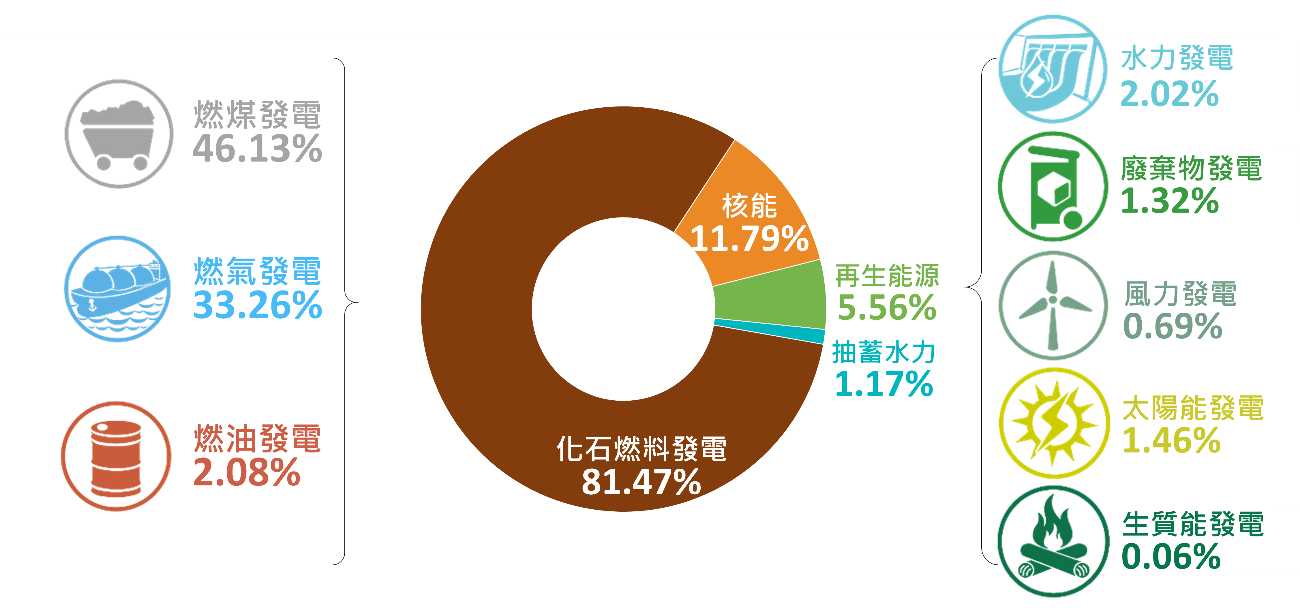 燃煤發電
46.13%
燃氣發電
33.26%
燃油發電
2.08%
核能
11.79%
再生能源
5.56%
抽蓄水力
1.17%
化石燃料發電
81.47%
水力發電
2.02%
廢棄物發電
1.32%
風力發電
0.69%
太陽能發電
1.46%
生質能發電
0.06%